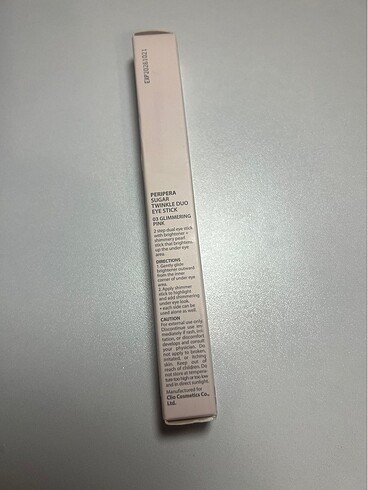 EXP20261021
PERIPERA
SUGAR
TWINKLE DUO
EYE STICK
03 GLIMMERING
PINK
2 step dual eye stick
with brightener +
shimmery pearl
stick that brightens
up the under eye
area.
DIRECTIONS
1. Gently glide
brightener outward
from the inner
corner of under eye
area.
2. Apply shimmer
stick to highlight
and add shimmering
under eye look.
* each side can be
used alone as well.
CAUTION
For external use only.
Discontinue use im-
mediately if rash, irri-
tation, or discomfort
develops and consult
your physician. Do
not apply to broken,
irritated, or itching
skin. Keep out of
reach of children. Do
not store at tempera-
ture too high or too low
and in direct sunlight.
Manufactured for
Clio Cosmetics Co.,
Ltd.